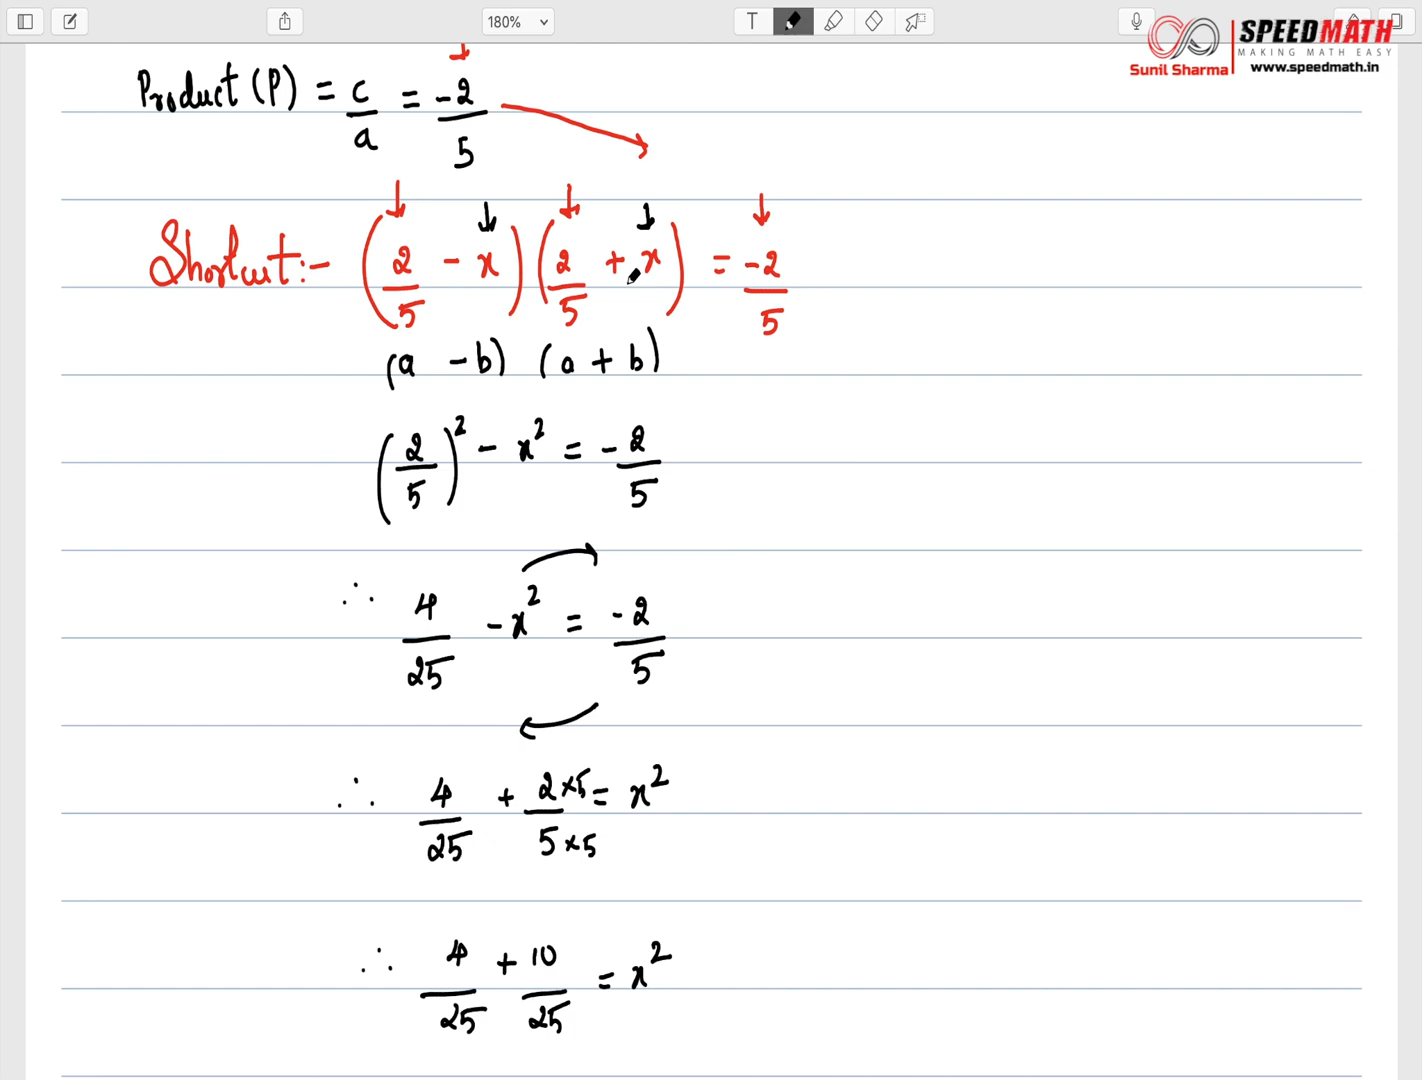 180%
T
SPEEDMATH
MAKING MATH EASY
Sunil Sharma
www.speedmath.in
Product (P) = c/a = -2/5
Shortcut:- (2/5 - x) (2/5 + x) = -2/5
(a - b) (a + b)
(2/5)² - x² = -2/5
∴ 4/25 - x² = -2/5
∴ 4/25 + 2×5/5×5 = x²
∴ 4/25 + 10/25 = x²